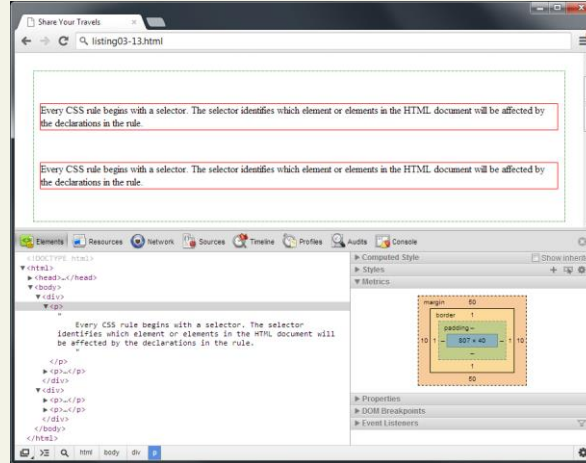 Share Your Travels
listing03-13.html
Every CSS rule begins with a selector. The selector identifies which element or elements in the HTML document will be affected by
the declarations in the rule.
Every CSS rule begins with a selector. The selector identifies which element or elements in the HTML document will be affected by
the declarations in the rule.
Elements Resources Network Sources Timeline Profiles Audits Console
<!DOCTYPE html>
▼<html>
▶<head>…</head>
▼<body>
▼<div>
▼<p>
"
Every CSS rule begins with a selector. The selector
identifies which element or elements in the HTML document will
be affected by the declarations in the rule.
"
</p>
▶<p>…</p>
</div>
▼<div>
▶<p>…</p>
▶<p>…</p>
</div>
</body>
</html>
html body div p
▶ Computed Style Show inherit
▶ Styles
▼ Metrics
margin 50
border 1
padding –
10 1 – 807 × 40 – 1 10
–
1
50
▶ Properties
▶ DOM Breakpoints
▶ Event Listeners